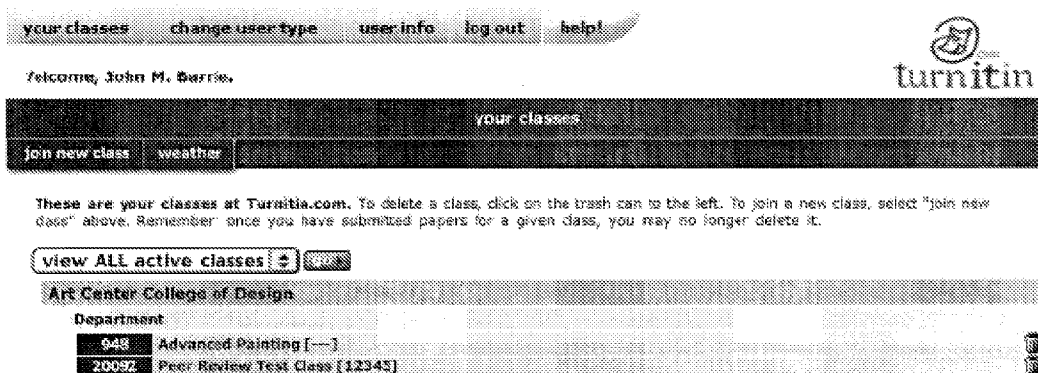 your classes change user type user info log out help!
Welcome, John M. Barrie.
turnitin
your classes
join new class weather
These are your classes at Turnitin.com. To delete a class, click on the trash can to the left. To join a new class, select "join new
class" above. Remember: once you have submitted papers for a given class, you may no longer delete it.
view ALL active classes
Art Center College of Design
Department
948 Advanced Painting [---]
20092 Peer Review Test Class [12345]